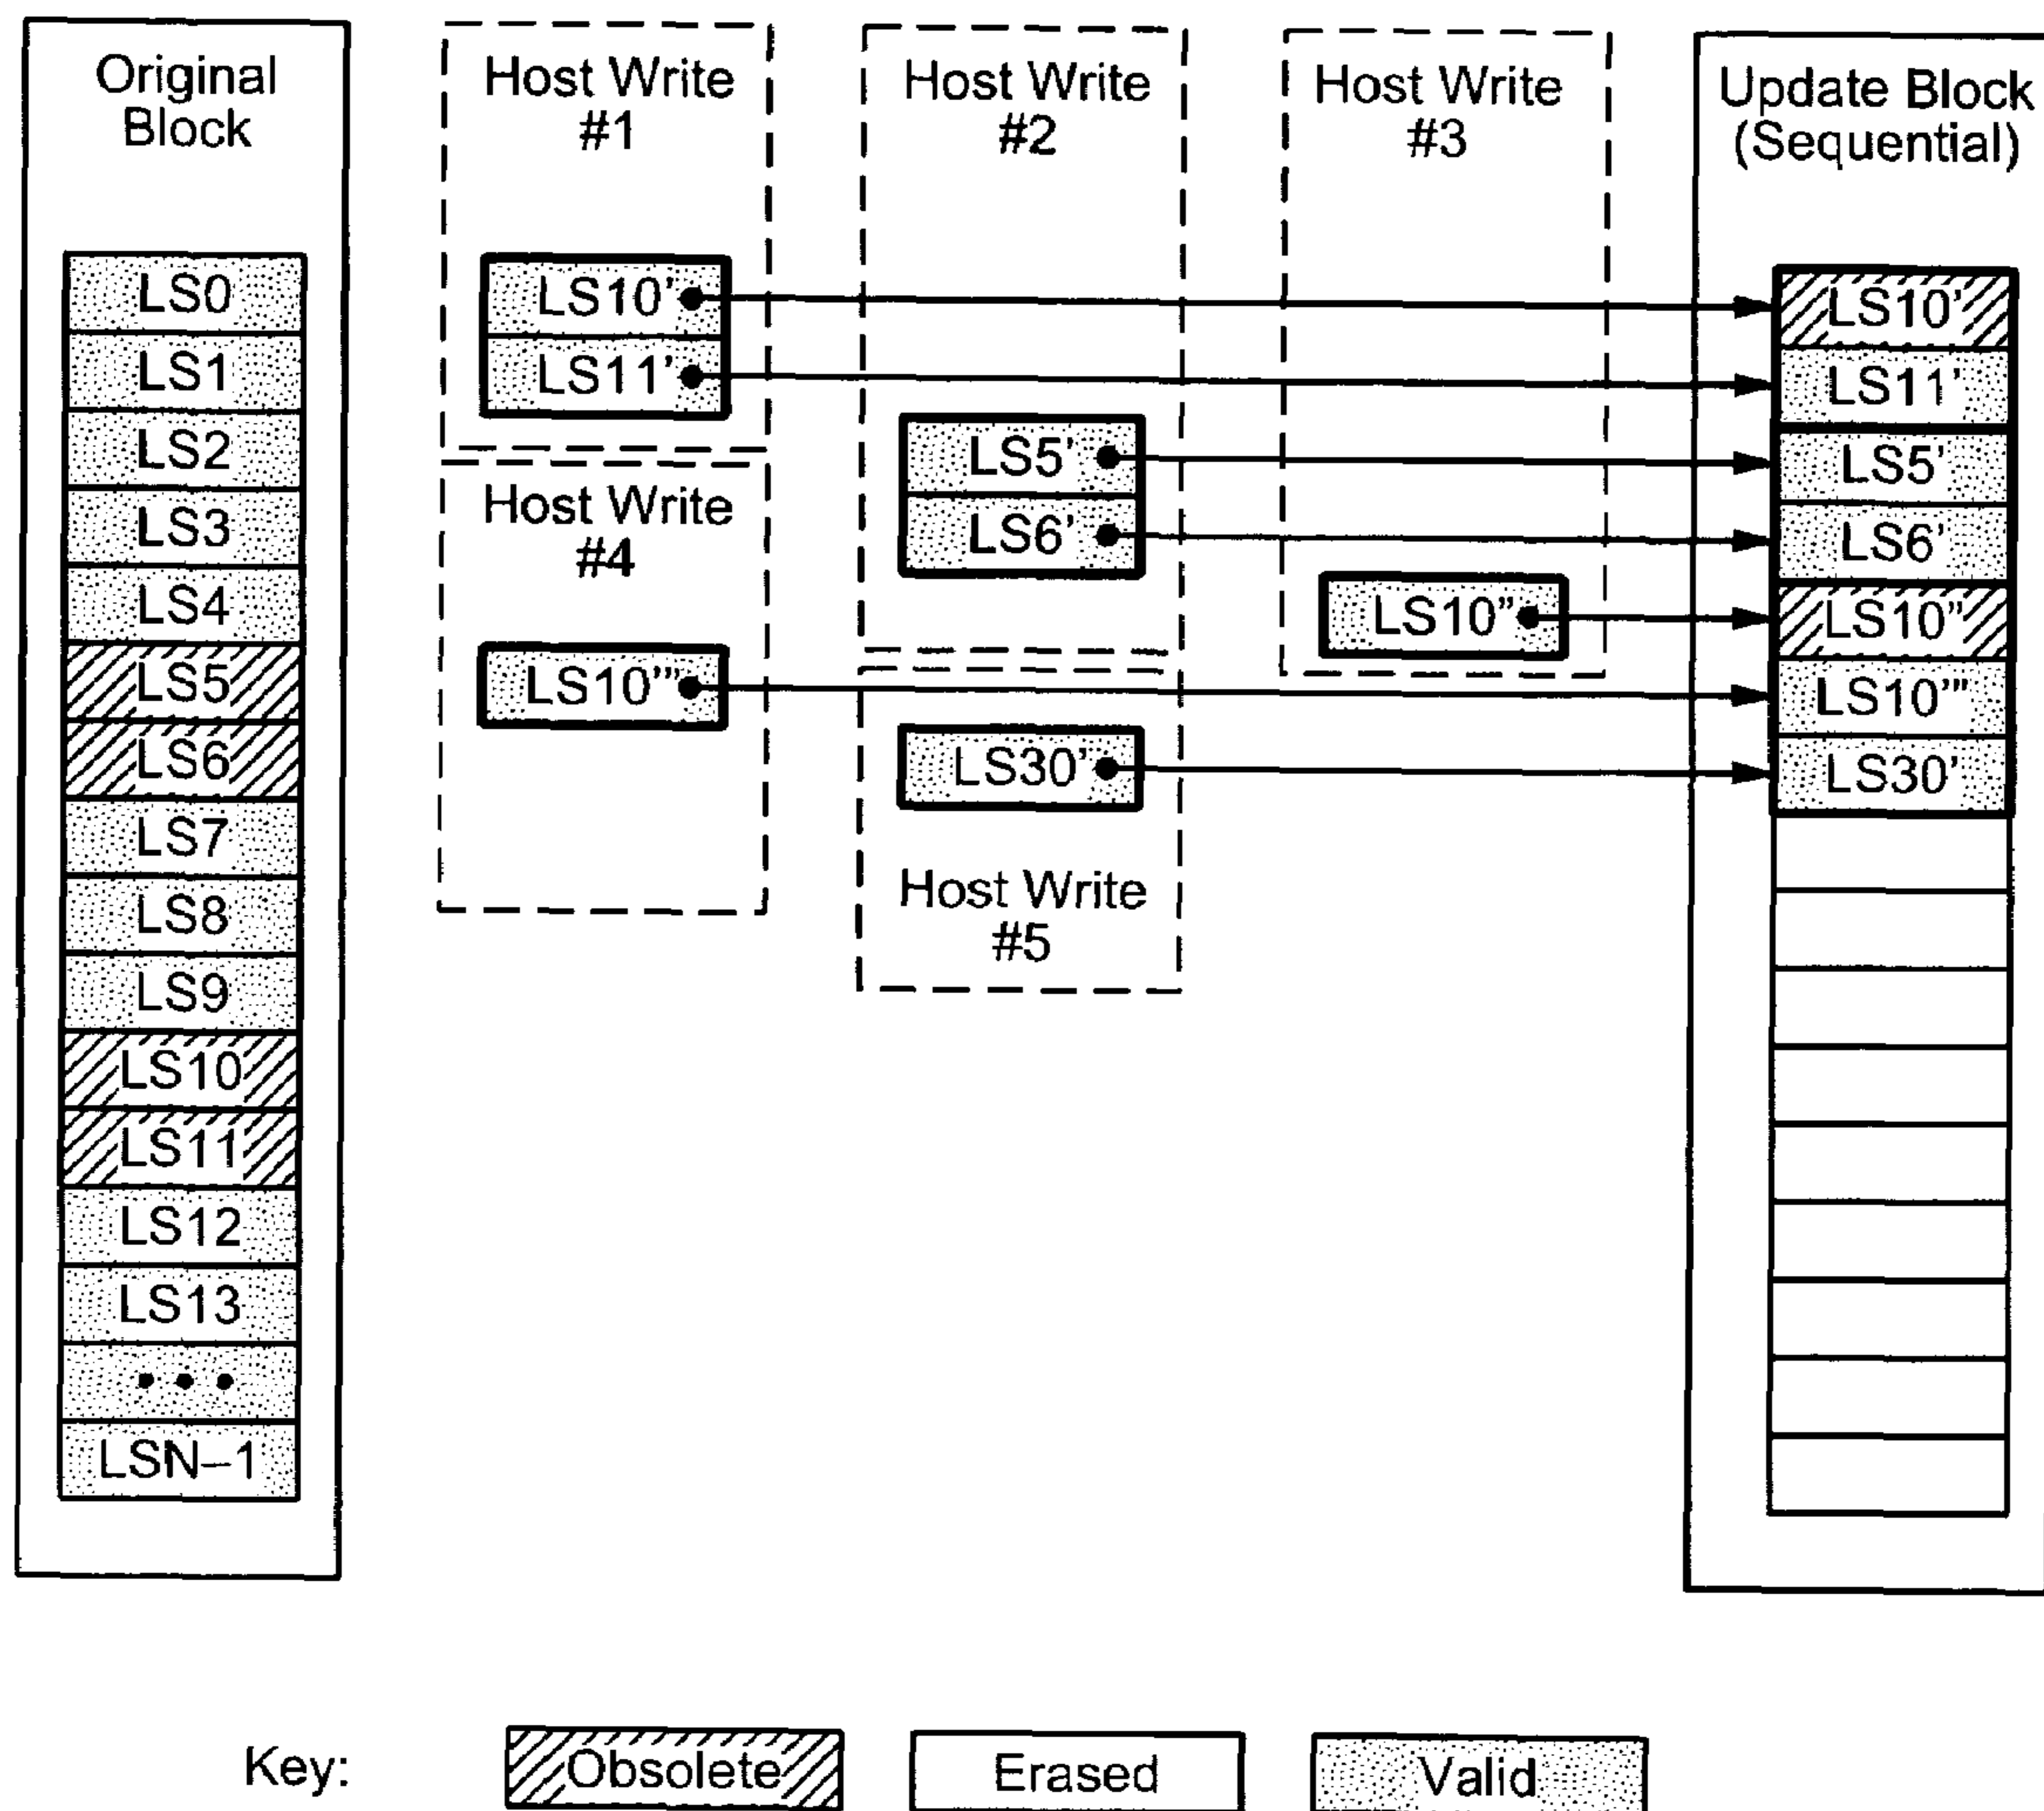 Original
Block
LS0
LS1
LS2
LS3
LS4
LS5
LS6
LS7
LS8
LS9
LS10
LS11
LS12
LS13
• • •
LSN–1
Host Write
#1
LS10'
LS11'
Host Write
#4
LS10'''
Host Write
#2
LS5'
LS6'
LS30'
Host Write
#5
Host Write
#3
LS10''
Update Block
(Sequential)
LS10'
LS11'
LS5'
LS6'
LS10''
LS10'''
LS30'
Key:
Obsolete
Erased
Valid